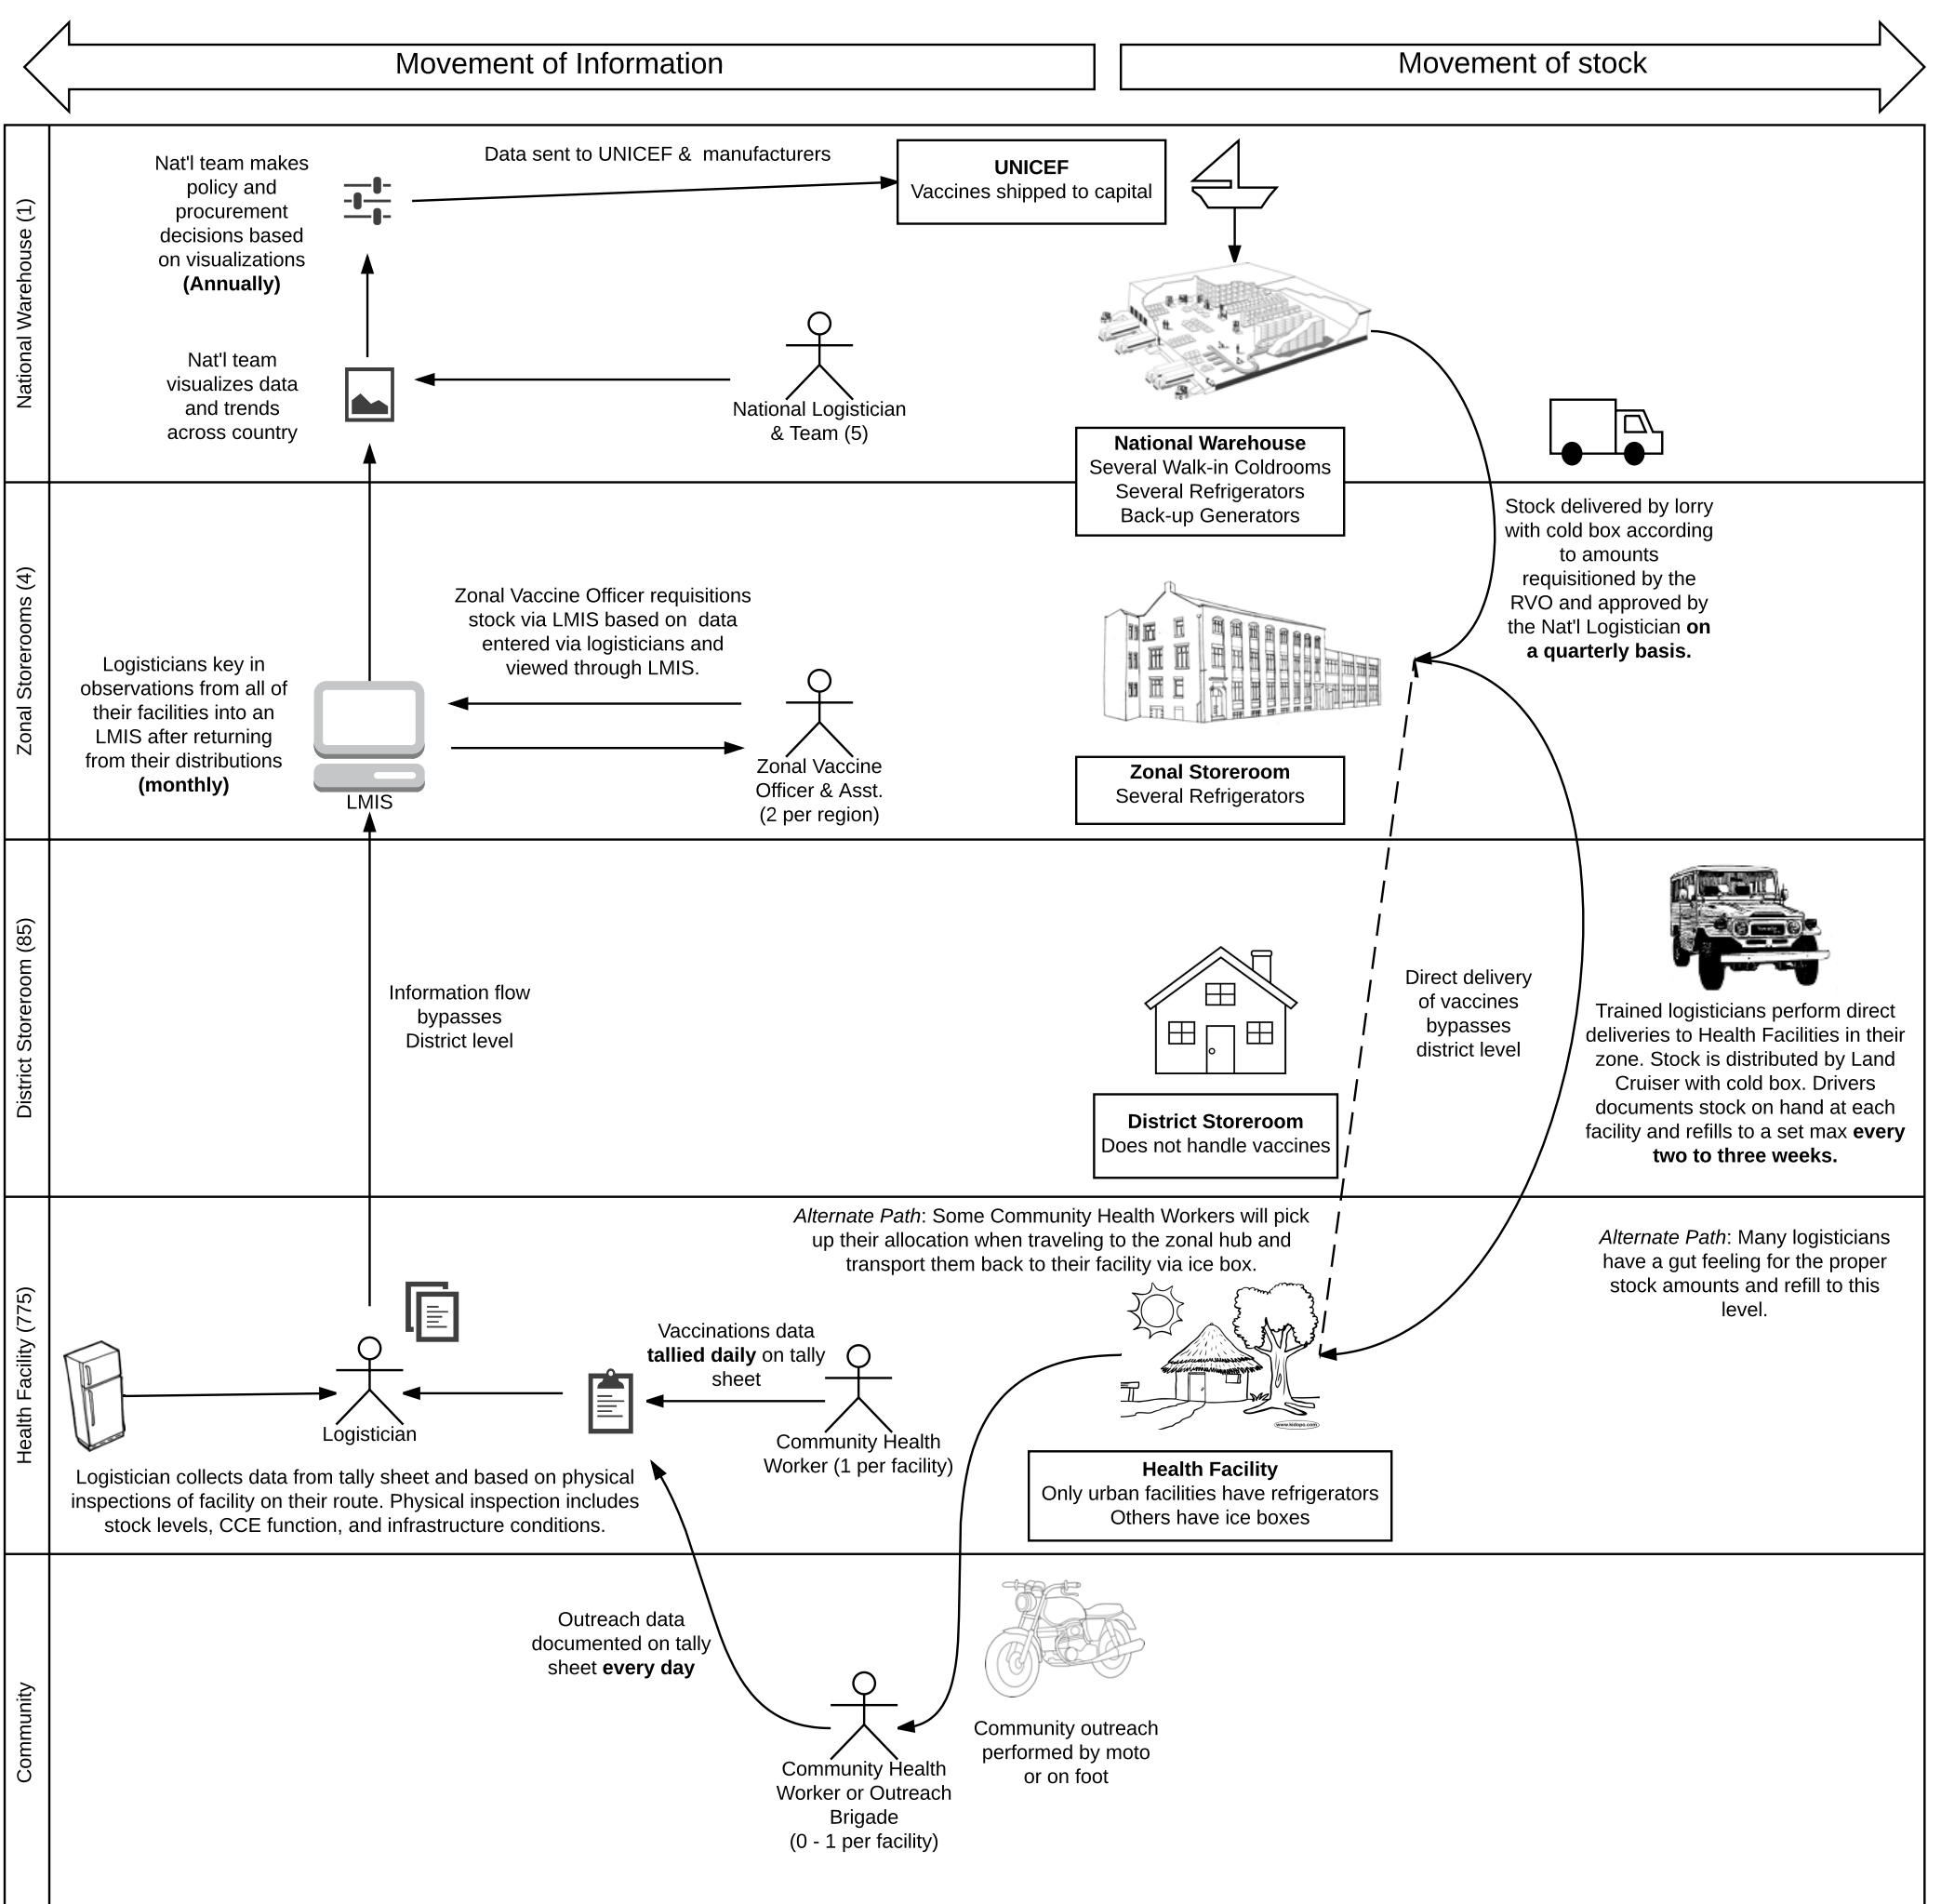 Movement of Information
Movement of stock
National Warehouse (1)
Nat'l team makes
policy and
procurement
decisions based
on visualizations
(Annually)
Data sent to UNICEF &  manufacturers
UNICEF
Vaccines shipped to capital
Nat'l team
visualizes data
and trends
across country
National Logistician
& Team (5)
National Warehouse
Several Walk-in Coldrooms
Several Refrigerators
Back-up Generators
Stock delivered by lorry
with cold box according
to amounts
requisitioned by the
RVO and approved by
the Nat'l Logistician on
a quarterly basis.
Zonal Storerooms (4)
Zonal Vaccine Officer requisitions
stock via LMIS based on  data
entered via logisticians and
viewed through LMIS.
Logisticians key in
observations from all of
their facilities into an
LMIS after returning
from their distributions
(monthly)
LMIS
Zonal Vaccine
Officer & Asst.
(2 per region)
Zonal Storeroom
Several Refrigerators
District Storeroom (85)
Information flow
bypasses
District level
District Storeroom
Does not handle vaccines
Direct delivery
of vaccines
bypasses
district level
Trained logisticians perform direct
deliveries to Health Facilities in their
zone. Stock is distributed by Land
Cruiser with cold box. Drivers
documents stock on hand at each
facility and refills to a set max every
two to three weeks.
Health Facility (775)
Alternate Path: Some Community Health Workers will pick
up their allocation when traveling to the zonal hub and
transport them back to their facility via ice box.
Alternate Path: Many logisticians
have a gut feeling for the proper
stock amounts and refill to this
level.
Vaccinations data
tallied daily on tally
sheet
Logistician
Community Health
Worker (1 per facility)
Logistician collects data from tally sheet and based on physical
inspections of facility on their route. Physical inspection includes
stock levels, CCE function, and infrastructure conditions.
Health Facility
Only urban facilities have refrigerators
Others have ice boxes
Community
Outreach data
documented on tally
sheet every day
Community Health
Worker or Outreach
Brigade
(0 - 1 per facility)
Community outreach
performed by moto
or on foot